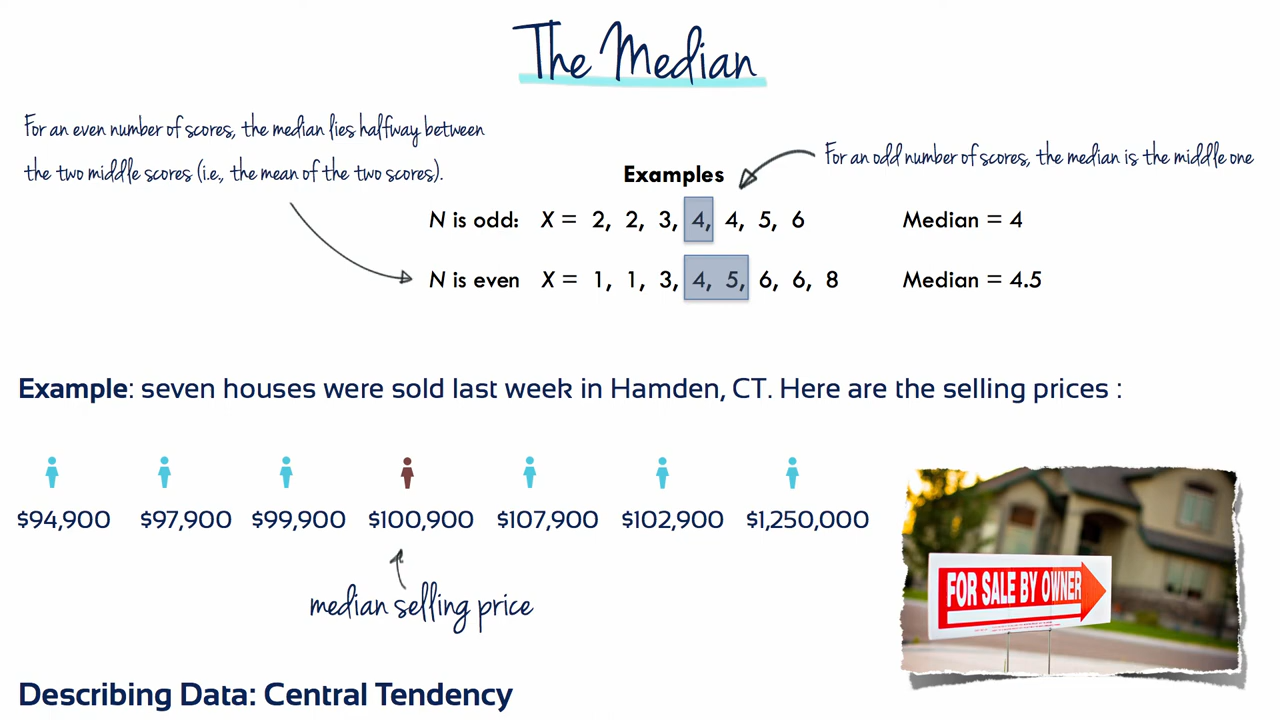 The Median
For an even number of scores, the median lies halfway between
the two middle scores (i.e., the mean of the two scores).
For an odd number of scores, the median is the middle one
Examples
N is odd: X = 2, 2, 3, 4, 4, 5, 6 Median = 4
N is even X = 1, 1, 3, 4, 5, 6, 6, 8 Median = 4.5
Example: seven houses were sold last week in Hamden, CT. Here are the selling prices :
$94,900 $97,900 $99,900 $100,900 $107,900 $102,900 $1,250,000
median selling price
FOR SALE BY OWNER
Describing Data: Central Tendency